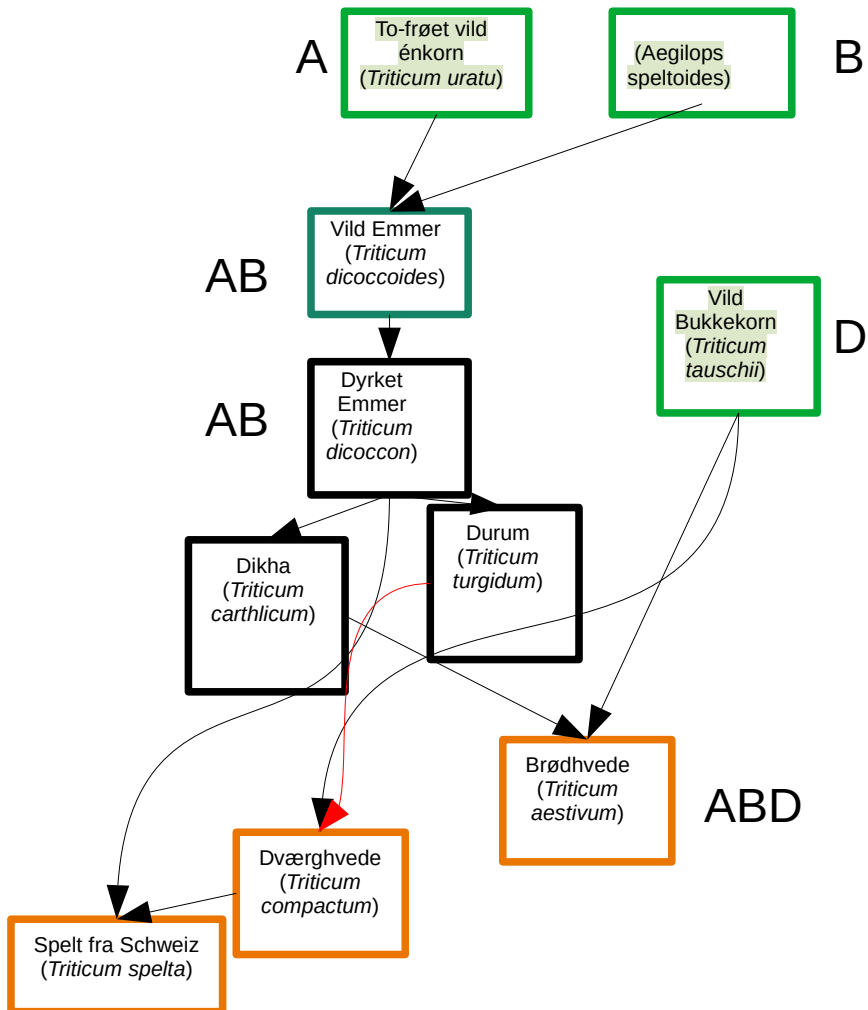 A
To-frøet vild
énkorn
(Triticum uratu)
(Aegilops
speltoides)
B
Vild Emmer
(Triticum
dicoccoides)
AB
Vild
Bukkekorn
(Triticum
tauschii)
D
Dyrket
Emmer
(Triticum
dicoccon)
AB
Dikha
(Triticum
carthlicum)
Durum
(Triticum
turgidum)
Brødhvede
(Triticum
aestivum)
ABD
Dværghvede
(Triticum
compactum)
Spelt fra Schweiz
(Triticum spelta)